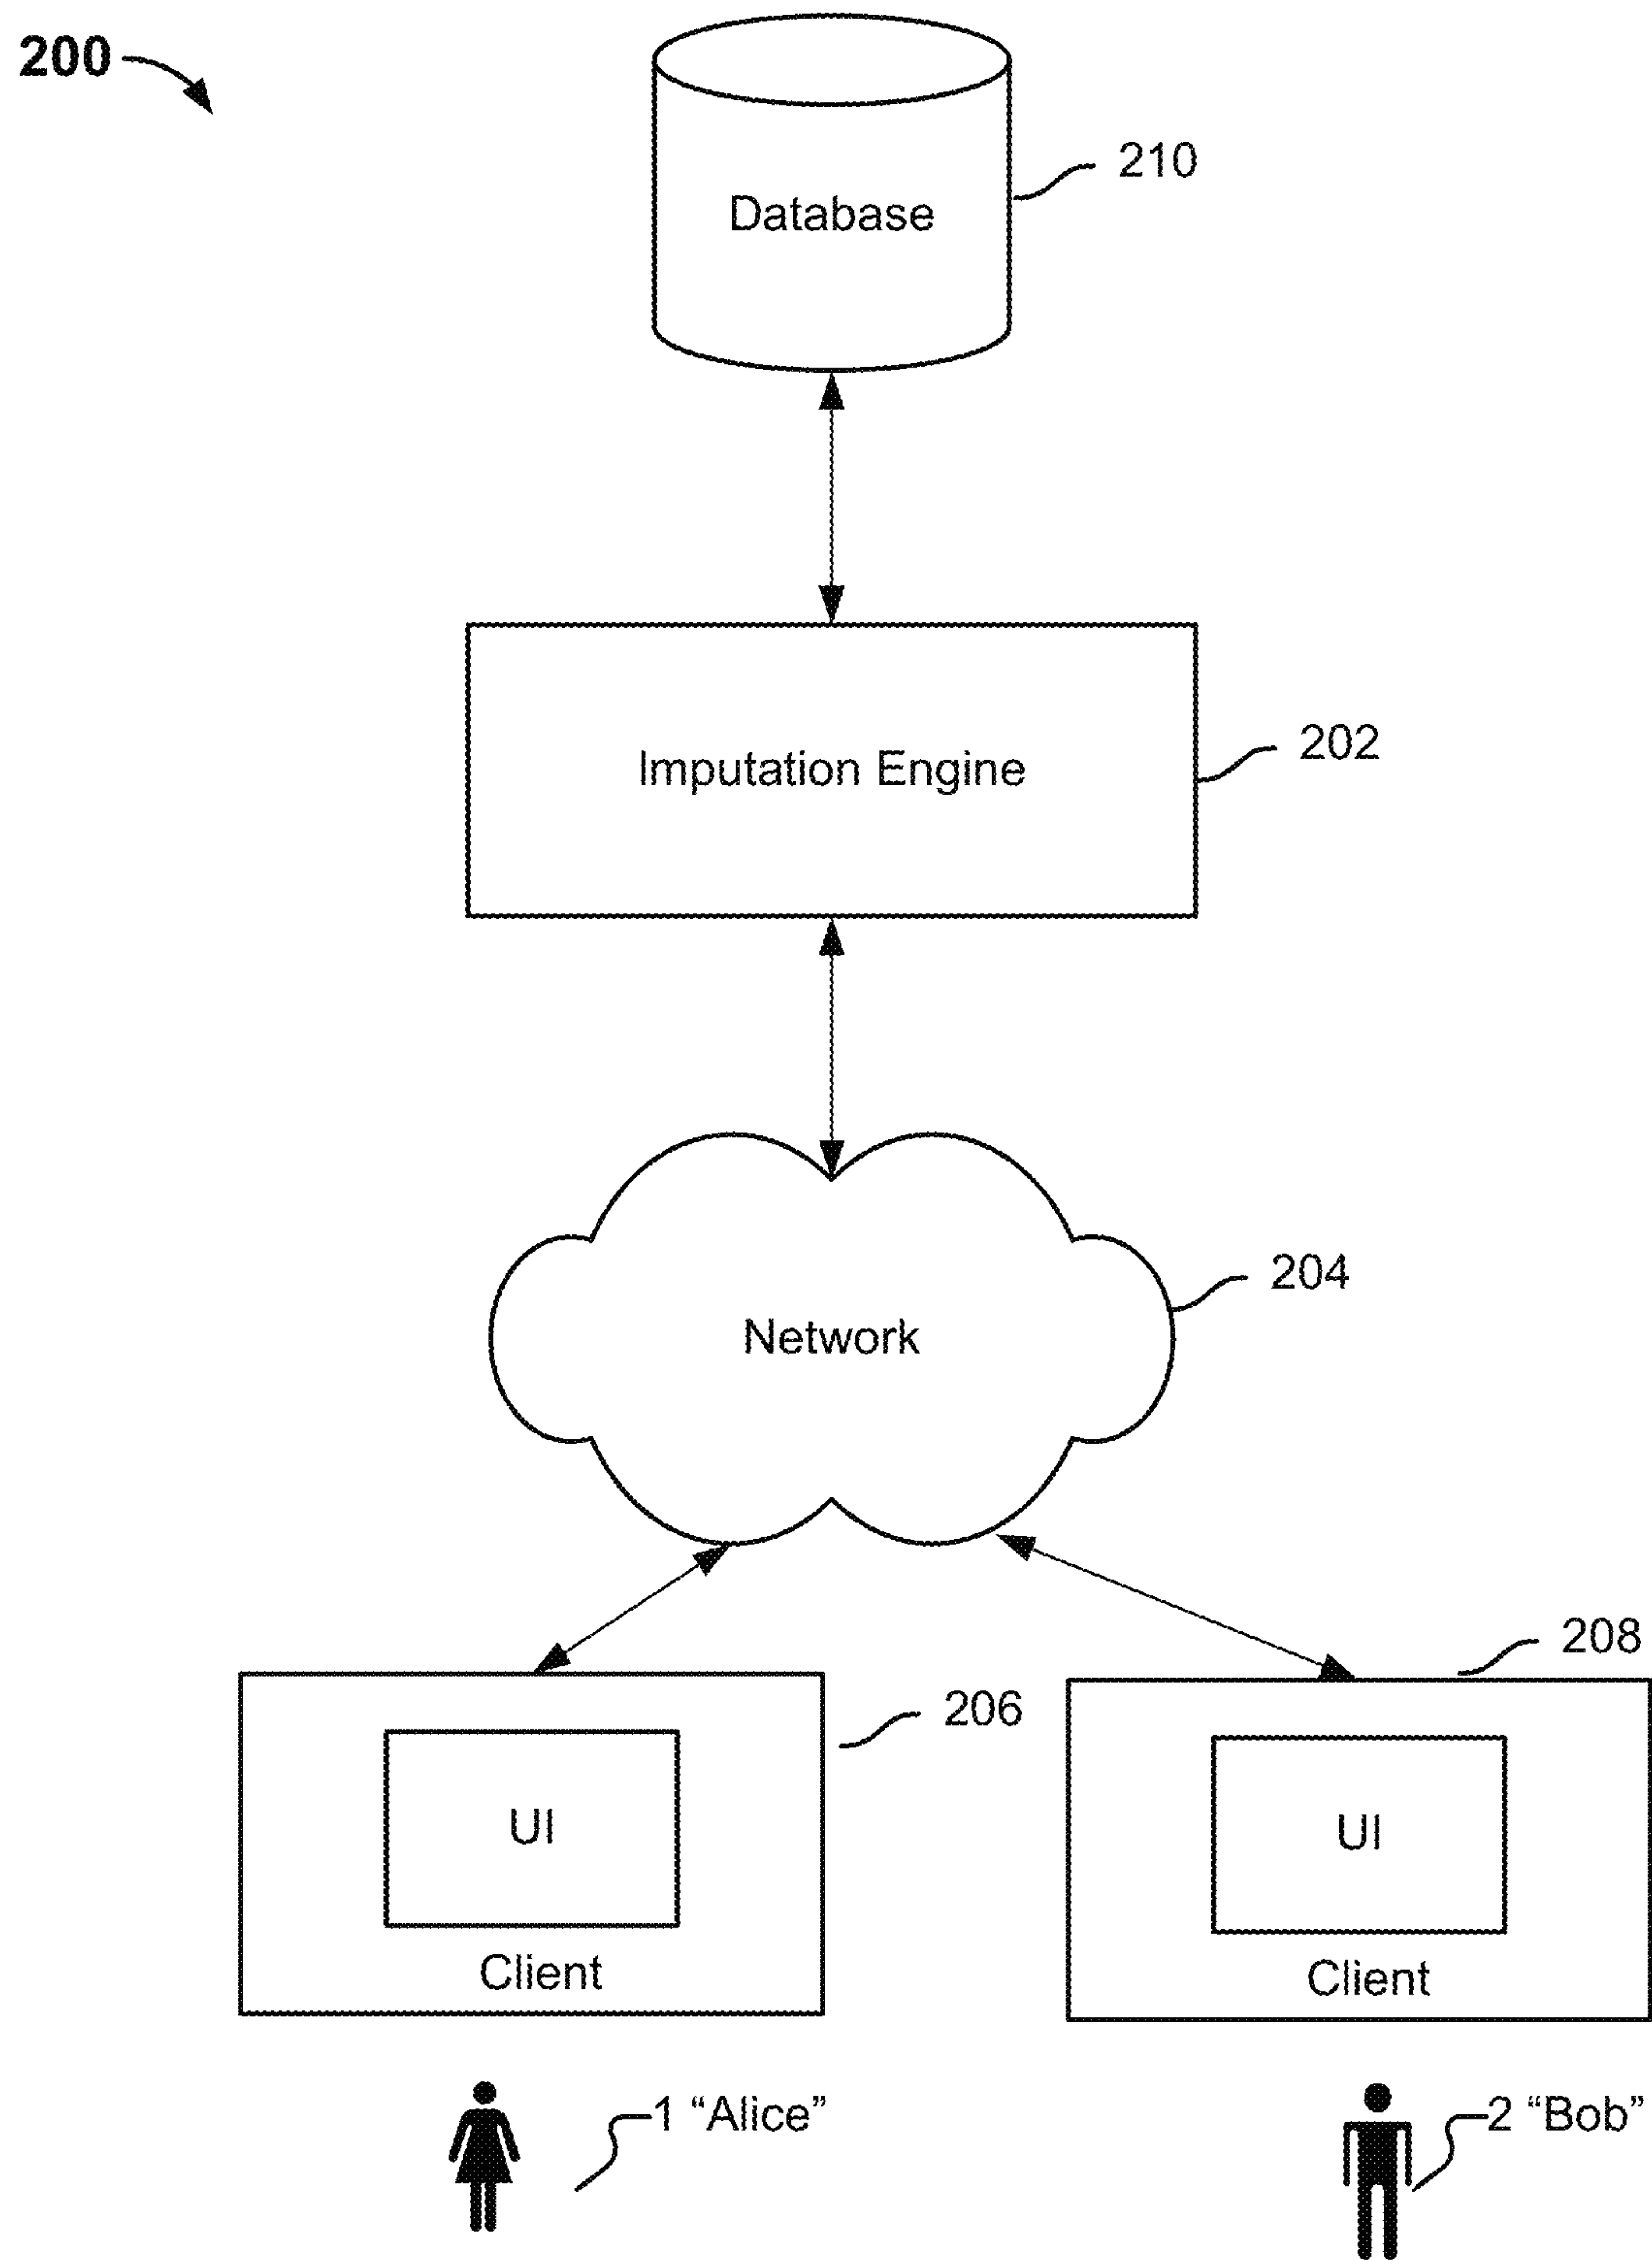 200
210
Database
202
Imputation Engine
204
Network
208
206
UI
UI
Client
Client
1 “Alice”
2 “Bob”